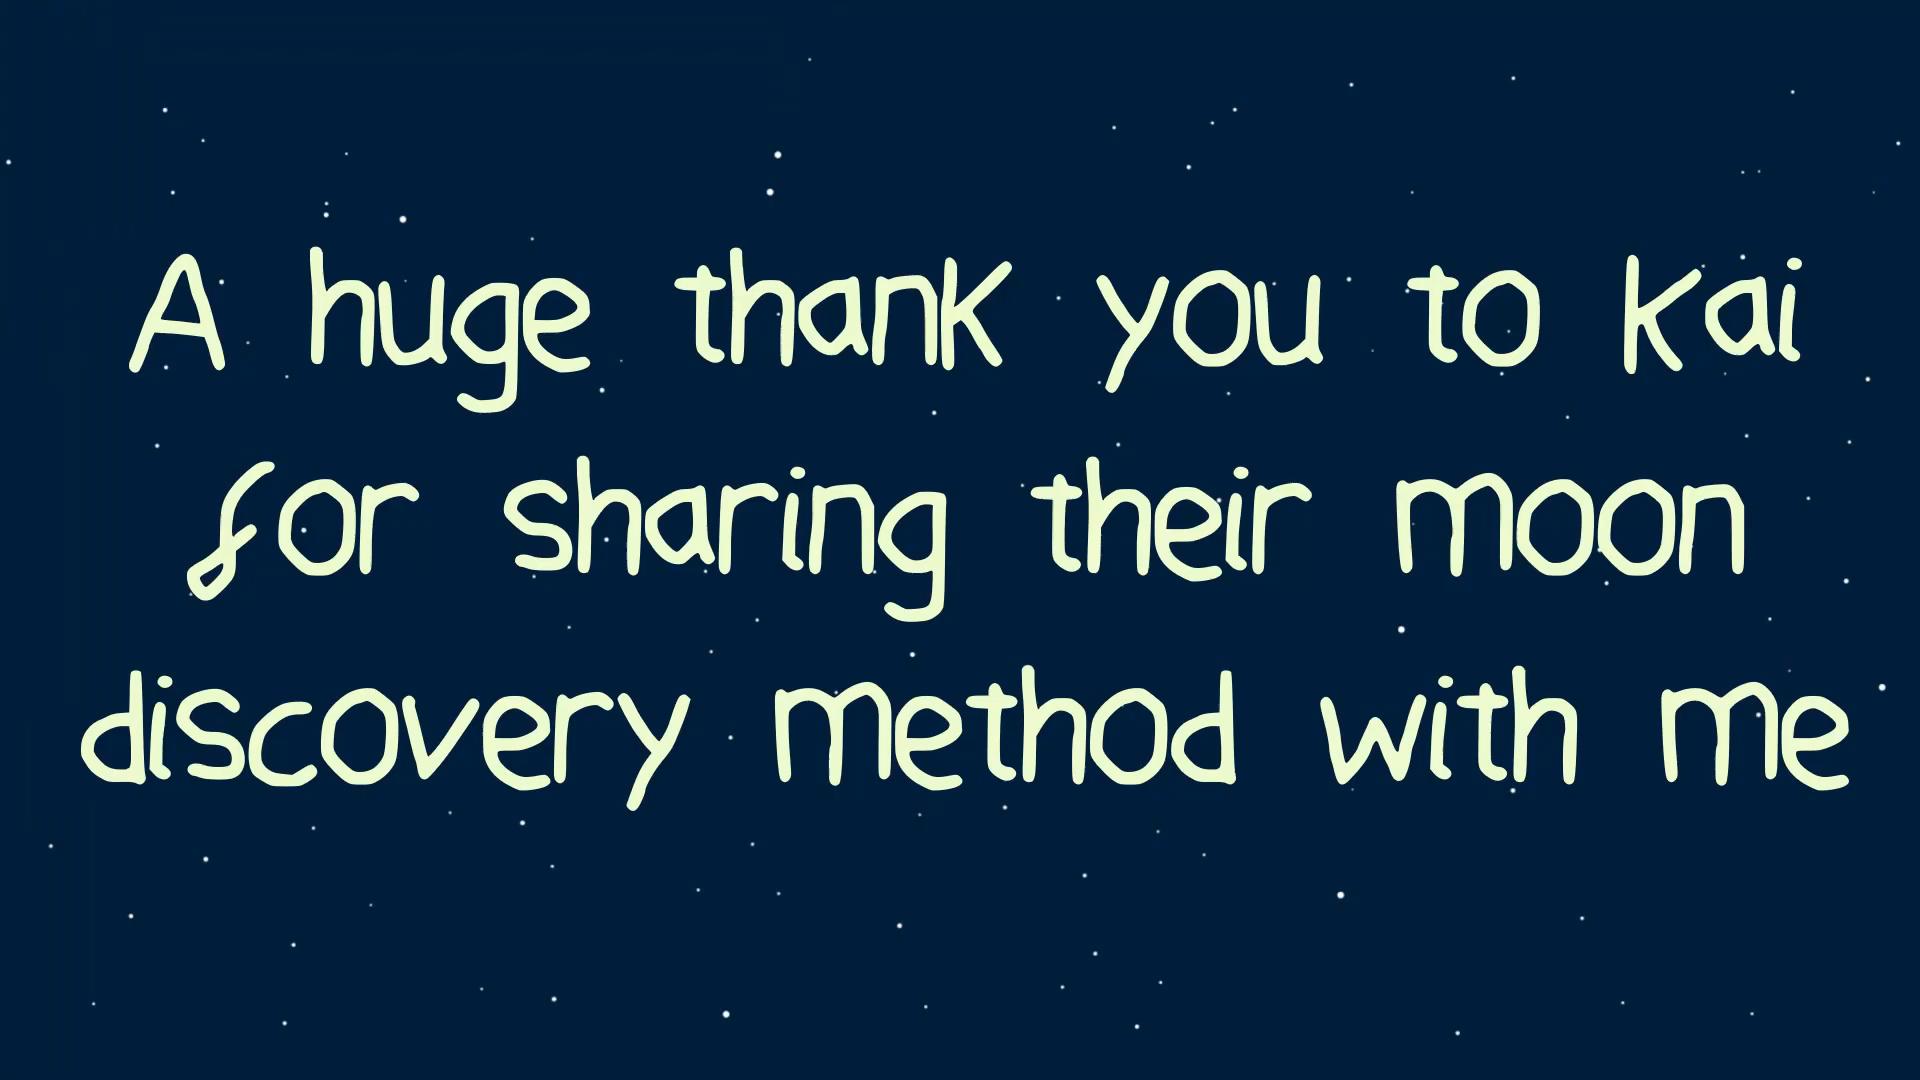 A huge thank you to Kai
for sharing their moon
discovery method with me